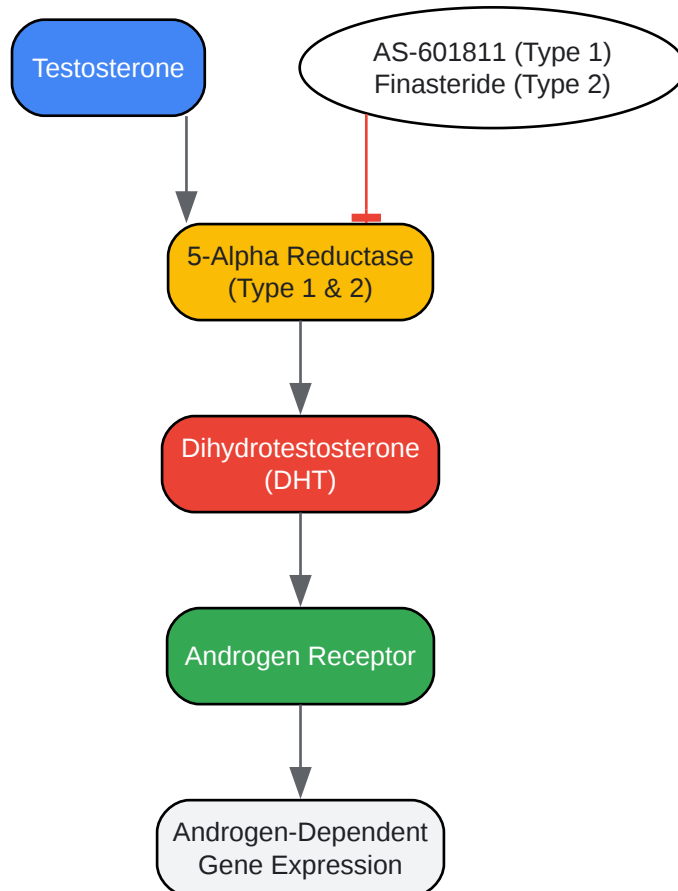 Testosterone
AS-601811 (Type 1)
Finasteride (Type 2)
5-Alpha Reductase
(Type 1 & 2)
Dihydrotestosterone
(DHT)
Androgen Receptor
Androgen-Dependent
Gene Expression